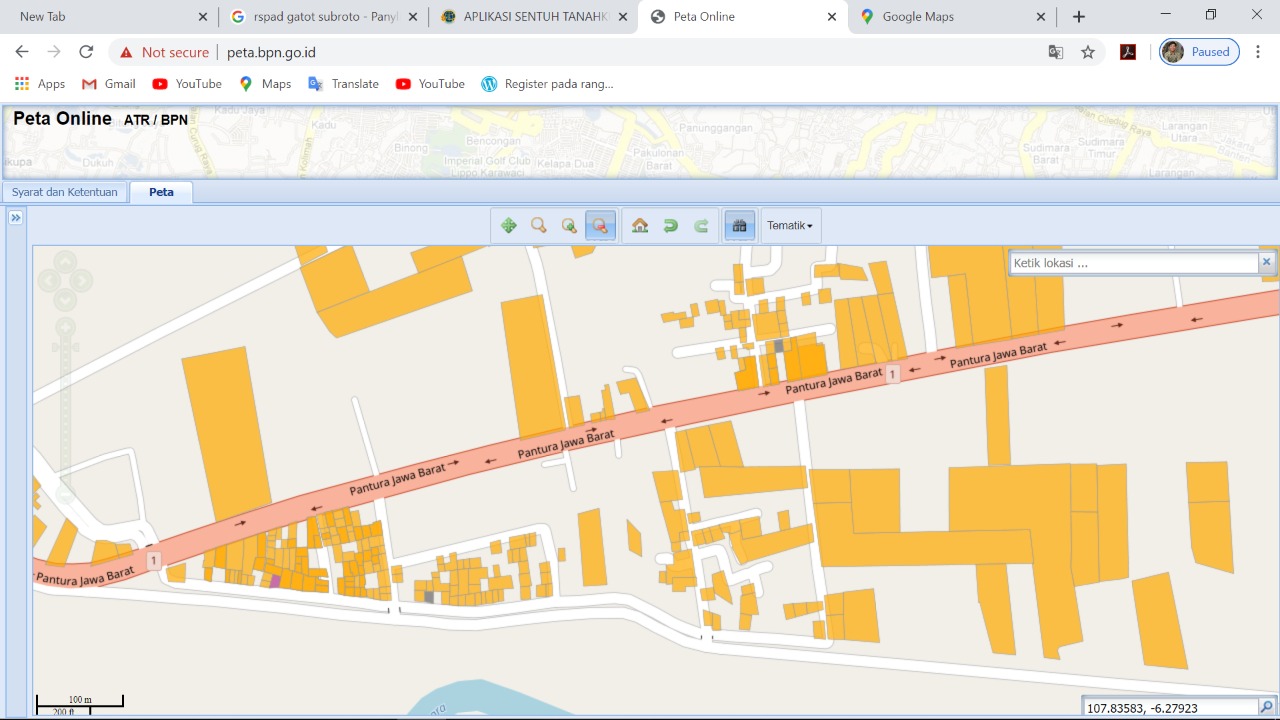 New Tab
rspad gatot subroto - Pany
APLIKASI SENTUH TANAHK
Peta Online
Google Maps
Not secure
peta.bpn.go.id
Paused
Apps
Gmail
YouTube
Maps
Translate
YouTube
Register pada rang...
Peta Online ATR / BPN
Kadu Jaya
Kadu
Dukuh
Binong
Bencongan
Imperial Golf Club
Lippo Karawaci
Kelapa Dua
Panunggangan
Pakulonan
Barat
Sudimara
Barat
Sudimara
Timur
Larangan
Utara
Larangan
Syarat dan Ketentuan
Peta
Tematik
Ketik lokasi ...
Pantura Jawa Barat
Pantura Jawa Barat
1
Pantura Jawa Barat
Pantura Jawa Barat
1
Pantura Jawa Barat
100 m
200 ft
107.83583, -6.27923